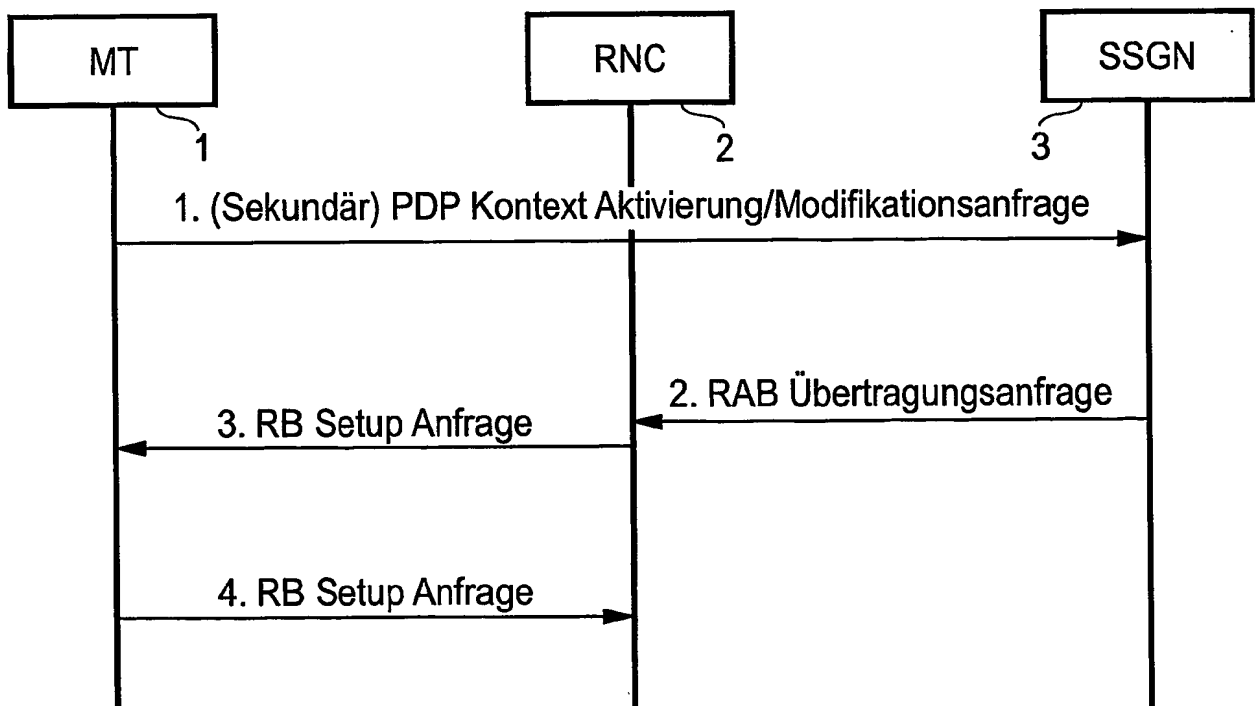 MT
RNC
SSGN
1
2
3
1. (Sekundär) PDP Kontext Aktivierung/Modifikationsanfrage
2. RAB Übertragungsanfrage
3. RB Setup Anfrage
4. RB Setup Anfrage